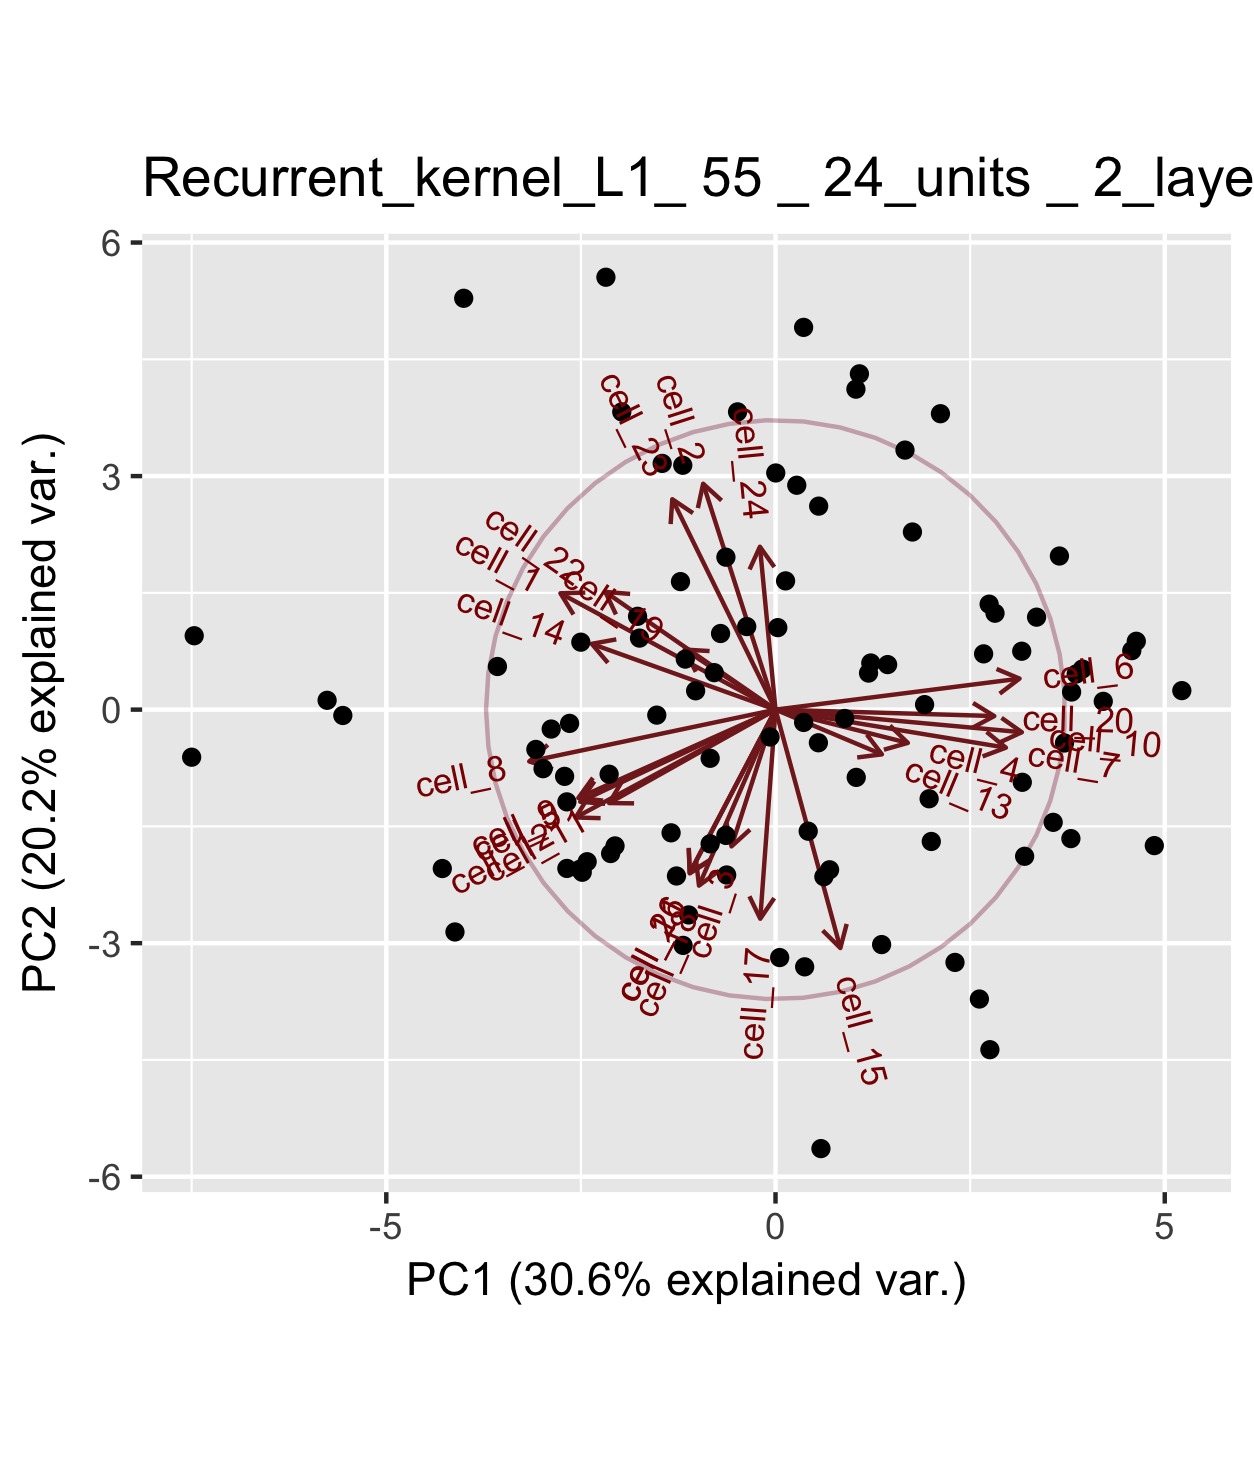 Recurrent_kernel_L1_ 55 _ 24_units _ 2_laye
6
3
0
-3
-6
-5
0
5
PC1 (30.6% explained var.)
PC2 (20.2% explained var.)
cell_23
cell_2
cell_24
cell_22
cell_1
cell_19
cell_14
cell_6
cell_20
cell_10
cell_7
cell_4
cell_13
cell_8
cell_3
cell_17
cell_15